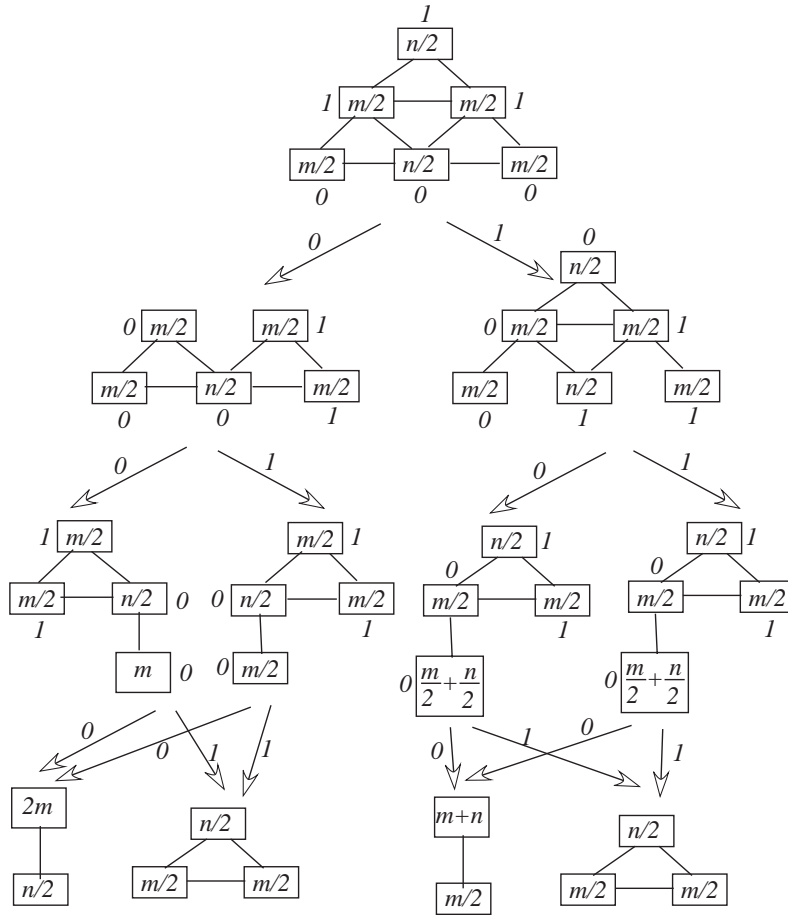 1
n/2
1 m/2 m/2 1
m/2 n/2 m/2
0 0 0
0 1
0
n/2
0 m/2 m/2 1
0 m/2 m/2 1
m/2 n/2 m/2
0 0 1
m/2 n/2 m/2
0 1 1
0 1 0 1
1 m/2
m/2 n/2 0
1
m 0
m/2 1
0 n/2 m/2
1
0 m/2
n/2 1
0
m/2 m/2
1
0 m/2 + n/2
n/2 1
0
m/2 m/2
1
0 m/2 + n/2
0 0 1 1
0 1 0 1
2m
n/2
n/2
m/2 m/2
m+n
m/2
n/2
m/2 m/2